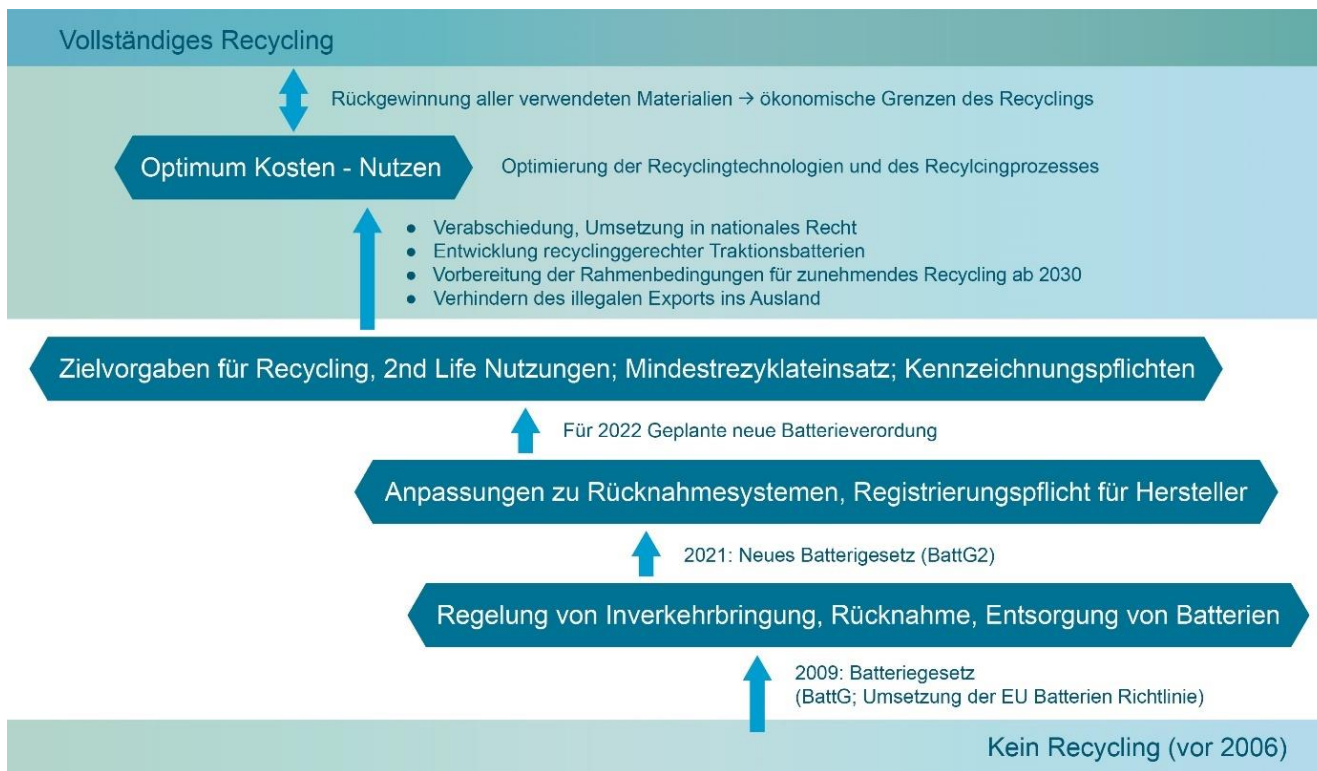 Vollständiges Recycling
Rückgewinnung aller verwendeten Materialien → ökonomische Grenzen des Recyclings
Optimum Kosten - Nutzen
Optimierung der Recyclingtechnologien und des Recylcingprozesses
● Verabschiedung, Umsetzung in nationales Recht
● Entwicklung recyclinggerechter Traktionsbatterien
● Vorbereitung der Rahmenbedingungen für zunehmendes Recycling ab 2030
● Verhindern des illegalen Exports ins Ausland
Zielvorgaben für Recycling, 2nd Life Nutzungen; Mindestrezyklateinsatz; Kennzeichnungspflichten
Für 2022 Geplante neue Batterieverordung
Anpassungen zu Rücknahmesystemen, Registrierungspflicht für Hersteller
2021: Neues Batterigesetz (BattG2)
Regelung von Inverkehrbringung, Rücknahme, Entsorgung von Batterien
2009: Batteriegesetz
(BattG; Umsetzung der EU Batterien Richtlinie)
Kein Recycling (vor 2006)